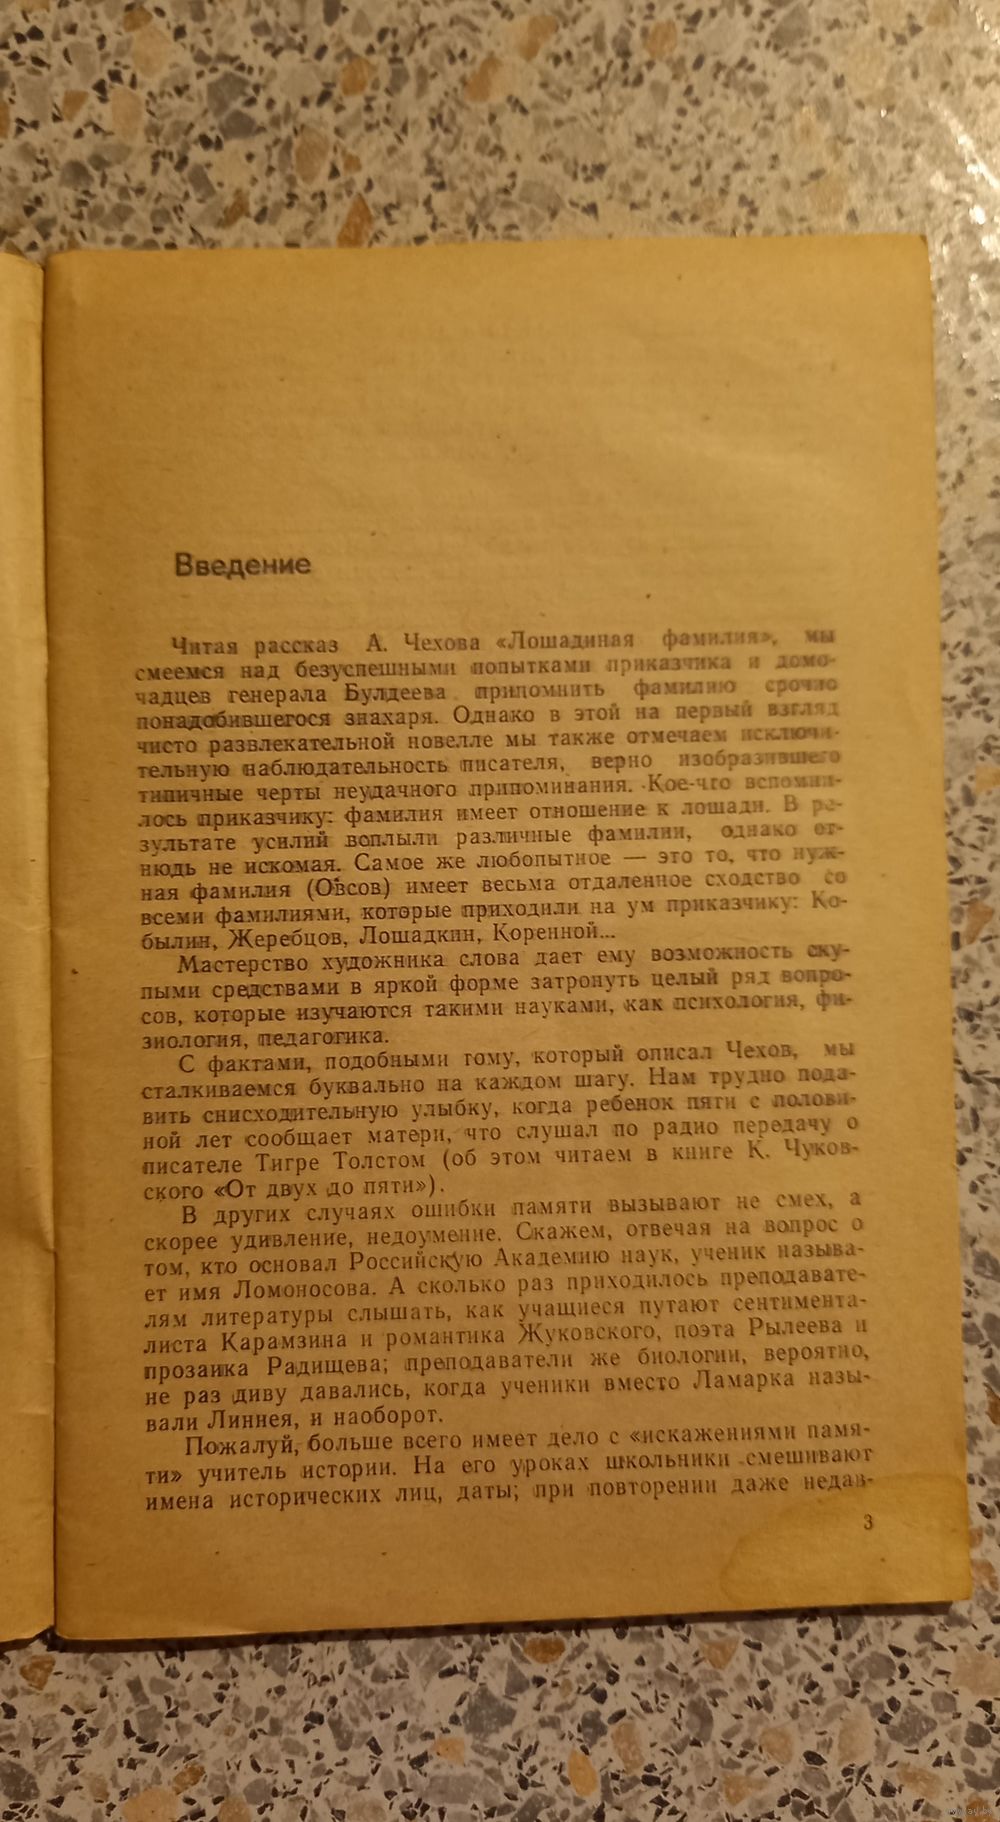 Введение
Читая рассказ А. Чехова «Лошадиная фамилия», мы
смеемся над безуспешными попытками приказчика и домо-
чадцев генерала Булдеева припомнить фамилию срочно
понадобившегося знахаря. Однако в этой на первый взгляд
чисто развлекательной новелле мы также отмечаем исключи-
тельную наблюдательность писателя, верно изобразившего
типичные черты неудачного припоминания. Кое-что вспомни-
лось приказчику: фамилия имеет отношение к лошади. В ре-
зультате усилий всплыли различные фамилии, однако от-
нюдь не искомая. Самое же любопытное — это то, что нуж-
ная фамилия (Овсов) имеет весьма отдаленное сходство со
всеми фамилиями, которые приходили на ум приказчику: Ко-
былин, Жеребцов, Лошадкин, Коренной...
Мастерство художника слова дает ему возможность ску-
пыми средствами в яркой форме затронуть целый ряд вопро-
сов, которые изучаются такими науками, как психология, фи-
зиология, педагогика.
С фактами, подобными тому, который описал Чехов, мы
сталкиваемся буквально на каждом шагу. Нам трудно пода-
вить снисходительную улыбку, когда ребенок пяти с полови-
ной лет сообщает матери, что слушал по радио передачу о
писателе Тигре Толстом (об этом читаем в книге К. Чуков-
ского «От двух до пяти»).
В других случаях ошибки памяти вызывают не смех, а
скорее удивление, недоумение. Скажем, отвечая на вопрос о
том, кто основал Российскую Академию наук, ученик называ-
ет имя Ломоносова. А сколько раз приходилось преподавате-
лям литературы слышать, как учащиеся путают сентимента-
листа Карамзина и романтика Жуковского, поэта Рылеева и
прозаика Радищева; преподаватели же биологии, вероятно,
не раз диву давались, когда ученики вместо Ламарка назы-
вали Линнея, и наоборот.
Пожалуй, больше всего имеет дело с «искажениями памя-
ти» учитель истории. На его уроках школьники смешивают
имена исторических лиц, даты; при повторении даже недав-
3